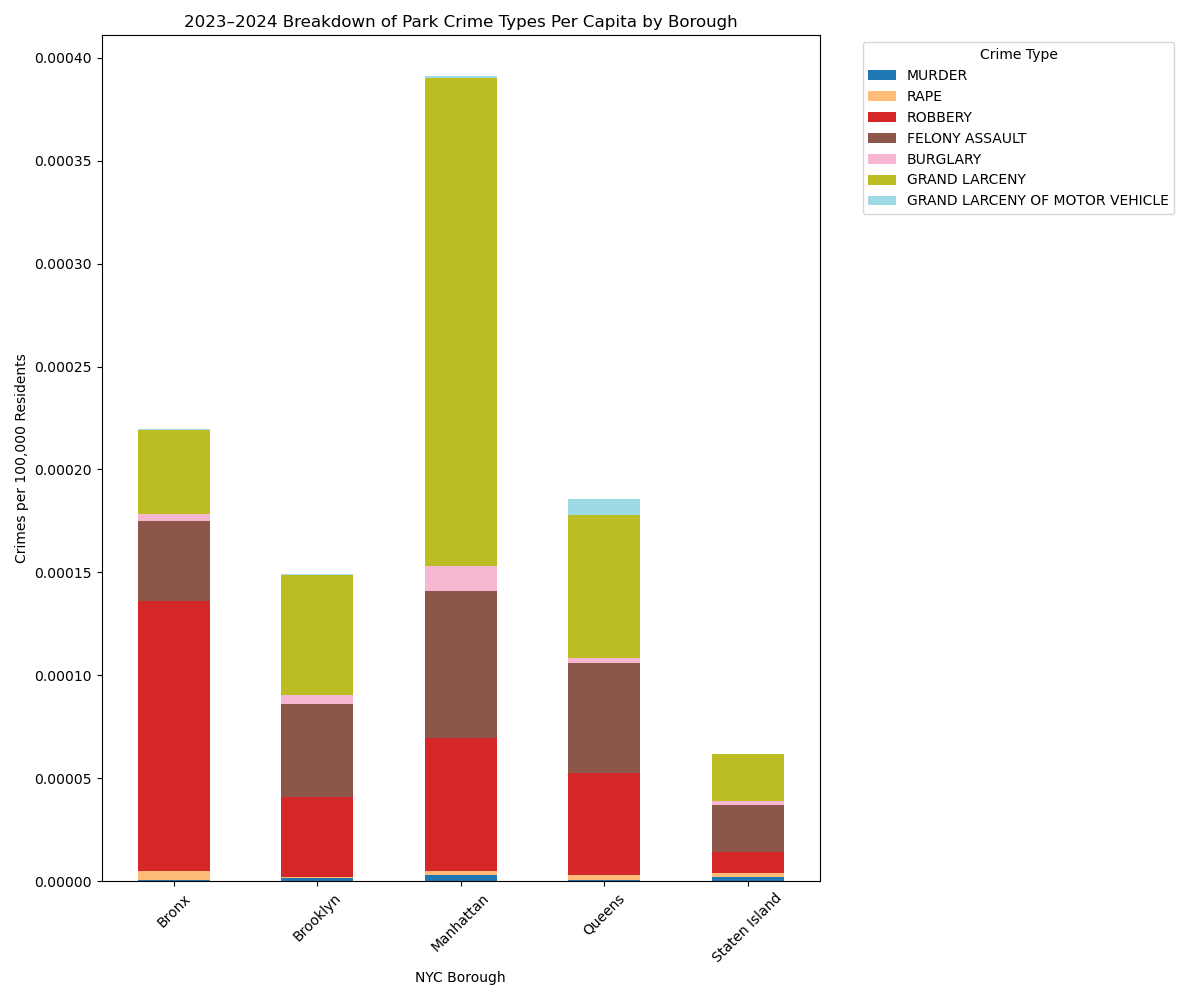 2023–2024 Breakdown of Park Crime Types Per Capita by Borough
Crime Type
MURDER
RAPE
ROBBERY
FELONY ASSAULT
BURGLARY
GRAND LARCENY
GRAND LARCENY OF MOTOR VEHICLE
Crimes per 100,000 Residents
0.00040
0.00035
0.00030
0.00025
0.00020
0.00015
0.00010
0.00005
0.00000
Bronx
Brooklyn
Manhattan
Queens
Staten Island
NYC Borough